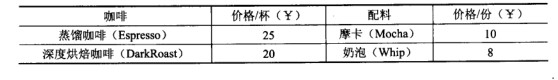 咖啡 价格/杯(¥) 配料 价格/份(¥)
蒸馏咖啡(Espresso) 25 摩卡(Mocha) 10
深度烘焙咖啡(DarkRoast) 20 奶泡(Whip) 8